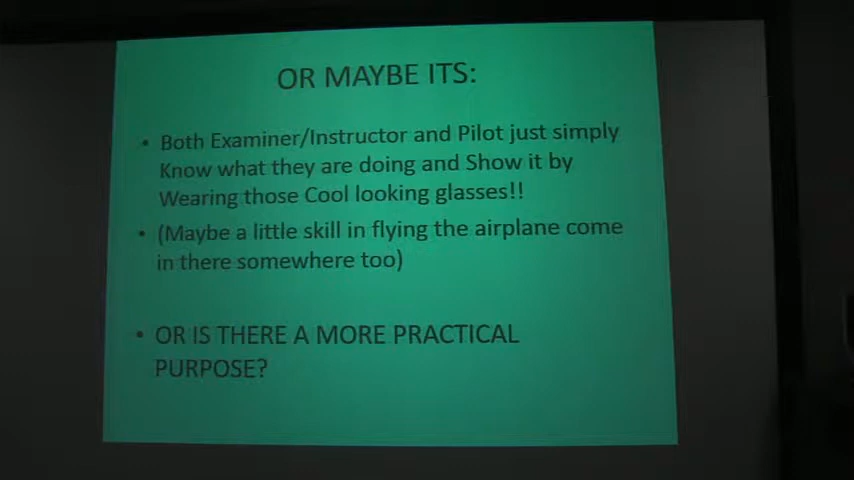 OR MAYBE ITS:
• Both Examiner/Instructor and Pilot just simply
Know what they are doing and Show it by
Wearing those Cool looking glasses!!
• (Maybe a little skill in flying the airplane come
in there somewhere too)
• OR IS THERE A MORE PRACTICAL
PURPOSE?